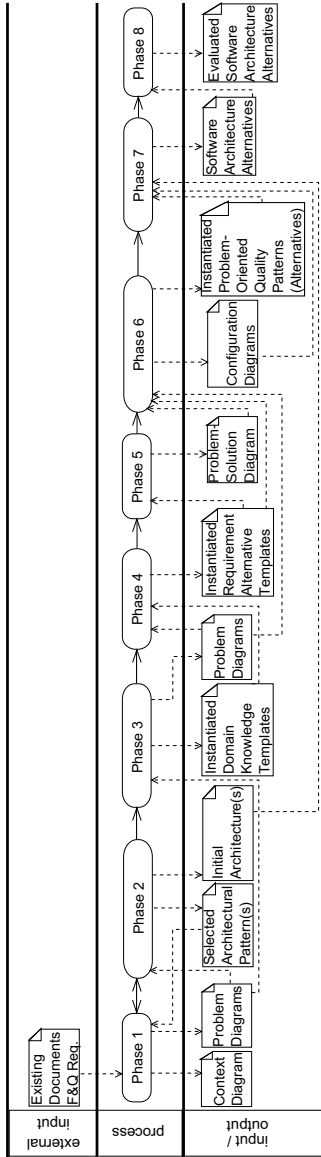 external
input
Existing
Documents
F&Q Req.
process
Phase 1
Phase 2
Phase 3
Phase 4
Phase 5
Phase 6
Phase 7
Phase 8
input /
output
Context
Diagram
Problem
Diagrams
Selected
Architectural
Pattern(s)
Initial
Architecture(s)
Instantiated
Domain
Knowledge
Templates
Problem
Diagrams
Instantiated
Requirement
Alternative
Templates
Problem-
Solution
Diagram
Configuration
Diagrams
Instantiated
Problem-
Oriented
Quality
Patterns
(Alternatives)
Software
Architecture
Alternatives
Evaluated
Software
Architecture
Alternatives